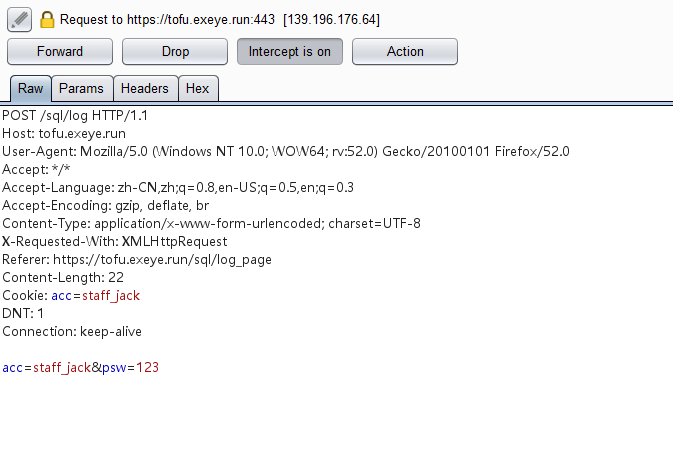 Request to https://tofu.exeye.run:443 [139.196.176.64]
Forward Drop Intercept is on Action
Raw Params Headers Hex
POST /sql/log HTTP/1.1
Host: tofu.exeye.run
User-Agent: Mozilla/5.0 (Windows NT 10.0; WOW64; rv:52.0) Gecko/20100101 Firefox/52.0
Accept: */*
Accept-Language: zh-CN,zh;q=0.8,en-US;q=0.5,en;q=0.3
Accept-Encoding: gzip, deflate, br
Content-Type: application/x-www-form-urlencoded; charset=UTF-8
X-Requested-With: XMLHttpRequest
Referer: https://tofu.exeye.run/sql/log_page
Content-Length: 22
Cookie: acc=staff_jack
DNT: 1
Connection: keep-alive
acc=staff_jack&psw=123